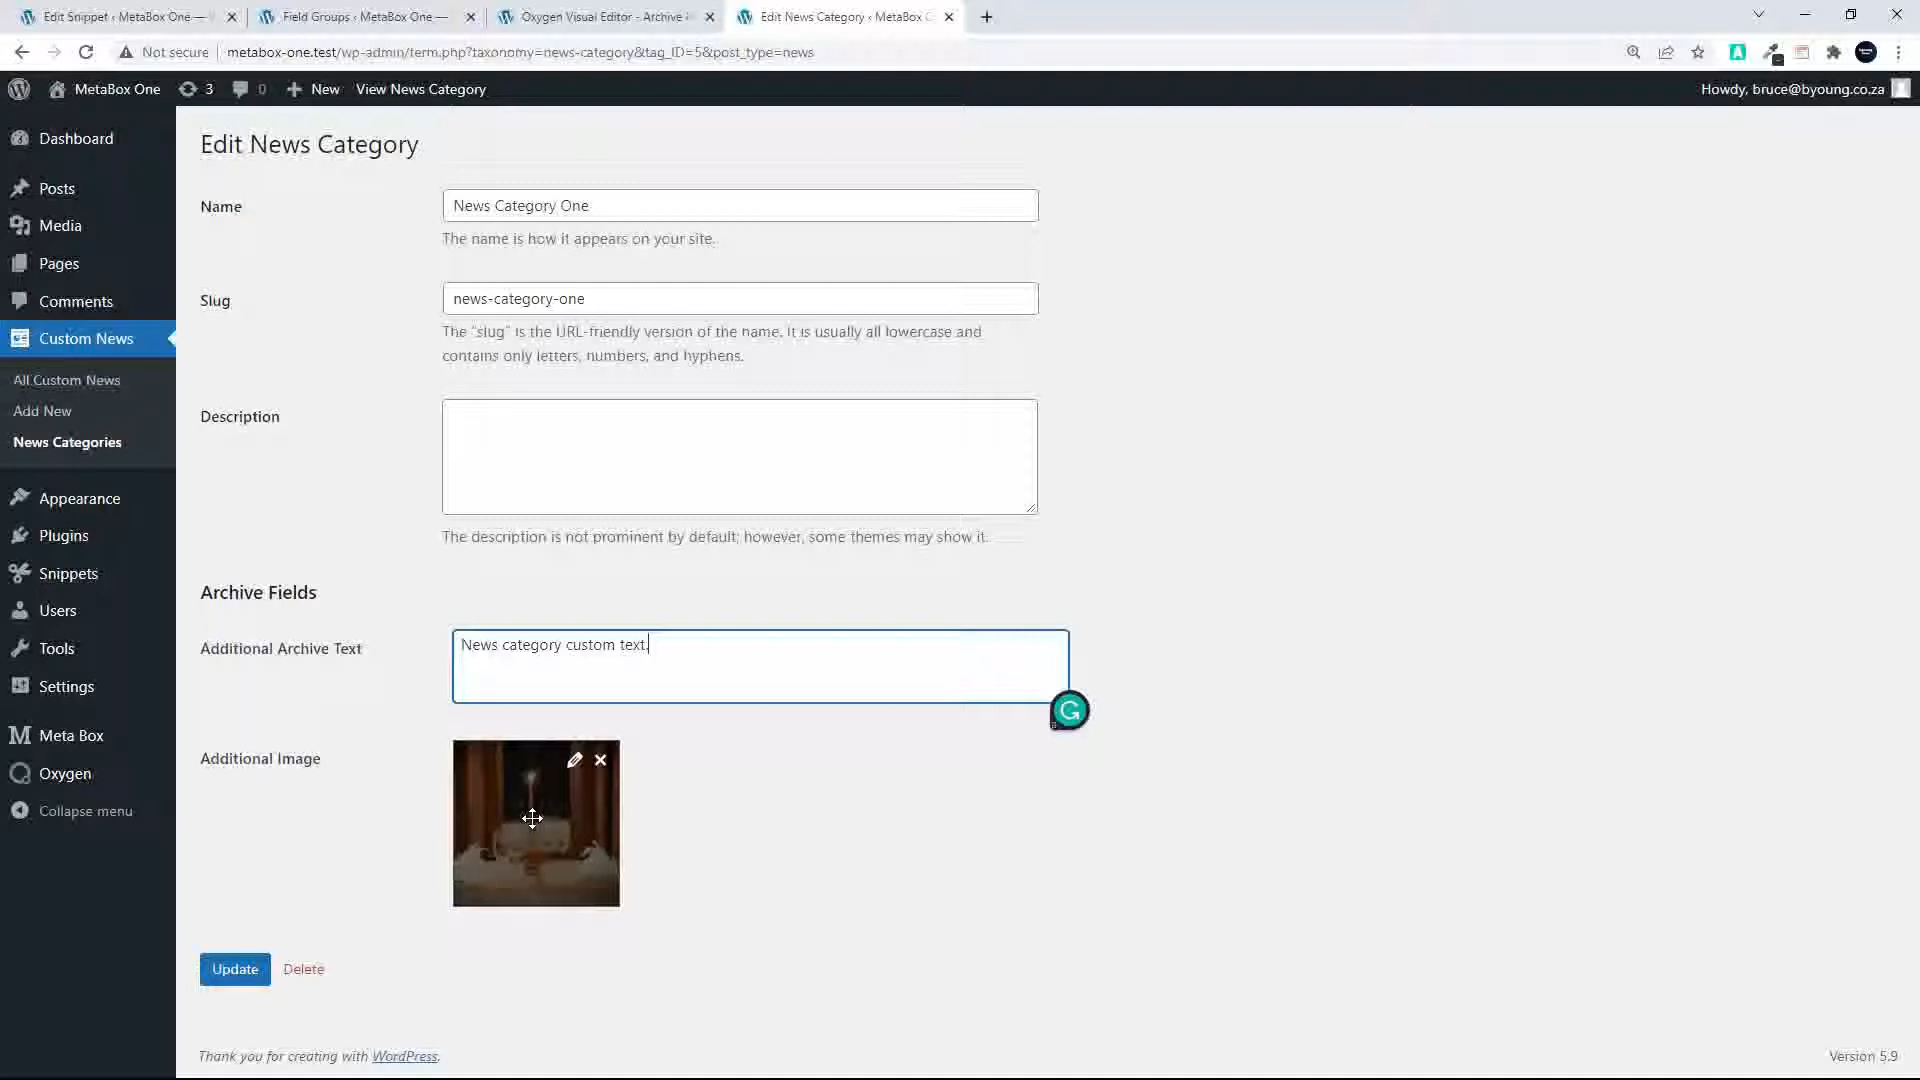 Edit Snippet ‹ MetaBox One —
Field Groups ‹ MetaBox One —
Oxygen Visual Editor - Archive
Edit News Category ‹ MetaBox
Not secure
metabox-one.test/wp-admin/term.php?taxonomy=news-category&tag_ID=5&post_type=news
MetaBox One
3
0
New
View News Category
Howdy, bruce@byoung.co.za
Dashboard
Posts
Media
Pages
Comments
Custom News
All Custom News
Add New
News Categories
Appearance
Plugins
Snippets
Users
Tools
Settings
Meta Box
Oxygen
Collapse menu
Edit News Category
Name
News Category One
The name is how it appears on your site.
Slug
news-category-one
The “slug” is the URL-friendly version of the name. It is usually all lowercase and
contains only letters, numbers, and hyphens.
Description
The description is not prominent by default; however, some themes may show it.
Archive Fields
Additional Archive Text
News category custom text.
Additional Image
Update
Delete
Thank you for creating with WordPress.
Version 5.9